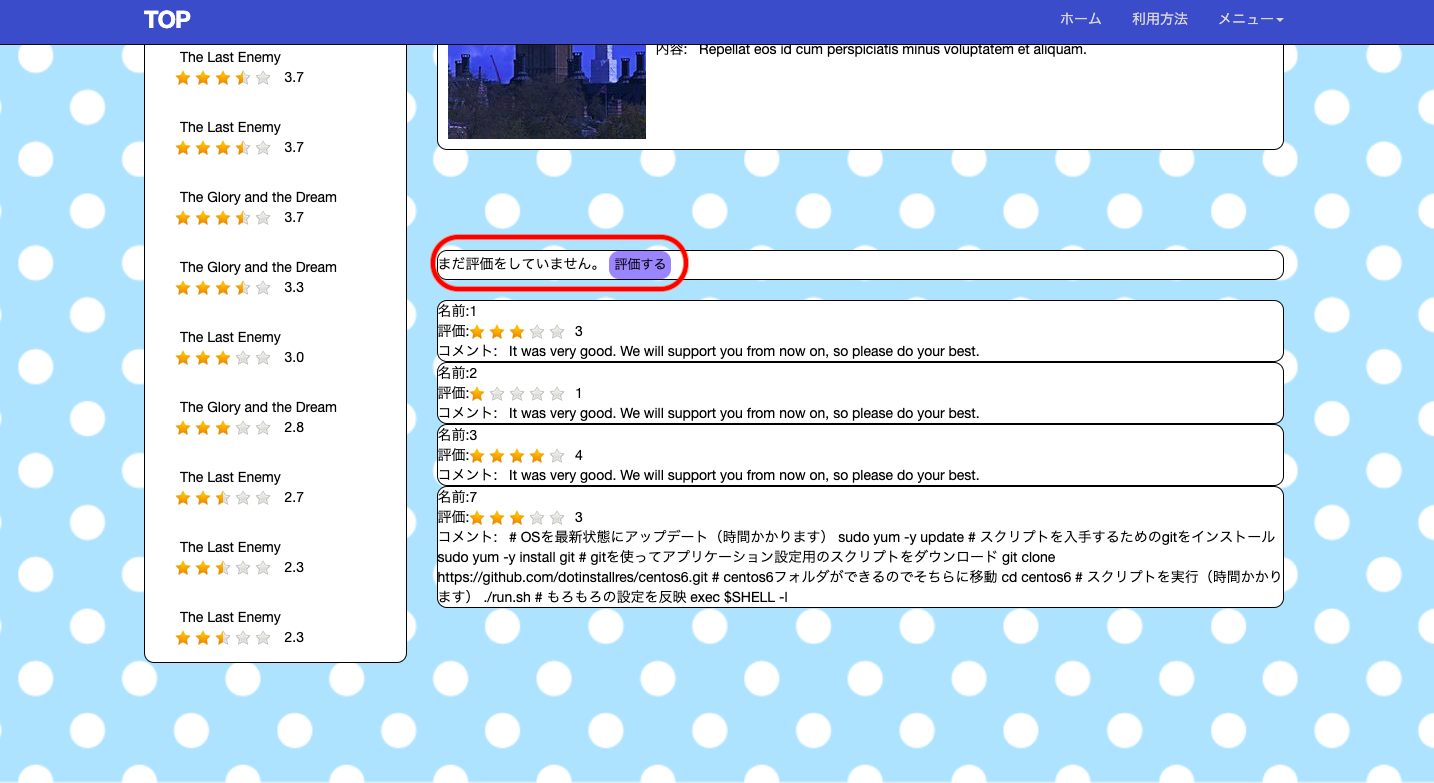 TOP
ホーム
利用方法
メニュー
The Last Enemy
3.7
The Last Enemy
3.7
The Glory and the Dream
3.7
The Glory and the Dream
3.3
The Last Enemy
3.0
The Glory and the Dream
2.8
The Last Enemy
2.7
The Last Enemy
2.3
The Last Enemy
2.3
内容: Repellat eos id cum perspiciatis minus voluptatem et aliquam.
まだ評価をしていません。 評価する
名前:1
評価: 3
コメント: It was very good. We will support you from now on, so please do your best.
名前:2
評価: 1
コメント: It was very good. We will support you from now on, so please do your best.
名前:3
評価: 4
コメント: It was very good. We will support you from now on, so please do your best.
名前:7
評価: 3
コメント: # OSを最新状態にアップデート（時間かかります） sudo yum -y update # スクリプトを入手するためのgitをインストール
sudo yum -y install git # gitを使ってアプリケーション設定用のスクリプトをダウンロード git clone
https://github.com/dotinstallres/centos6.git # centos6フォルダができるのでそちらに移動 cd centos6 # スクリプトを実行（時間かかり
ます） ./run.sh # もろもろの設定を反映 exec $SHELL -l